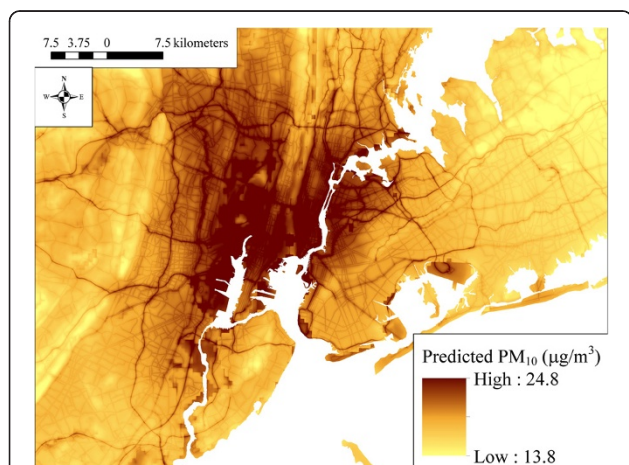 7.5 3.75 0 7.5 kilometers
N
W E
S
Predicted PM₁₀ (µg/m³)
High : 24.8
Low : 13.8